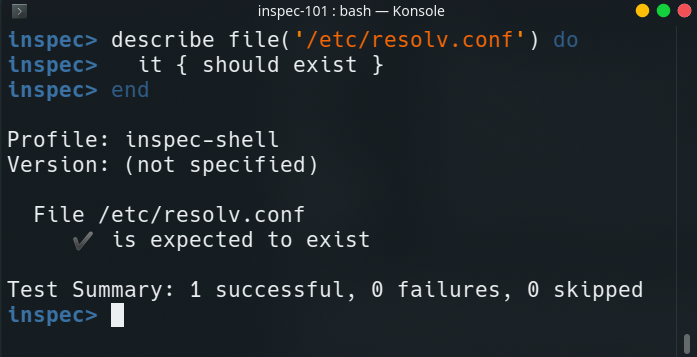 inspec-101 : bash — Konsole
inspec> describe file('/etc/resolv.conf') do
inspec>   it { should exist }
inspec> end
Profile: inspec-shell
Version: (not specified)
  File /etc/resolv.conf
     ✔ is expected to exist
Test Summary: 1 successful, 0 failures, 0 skipped
inspec>